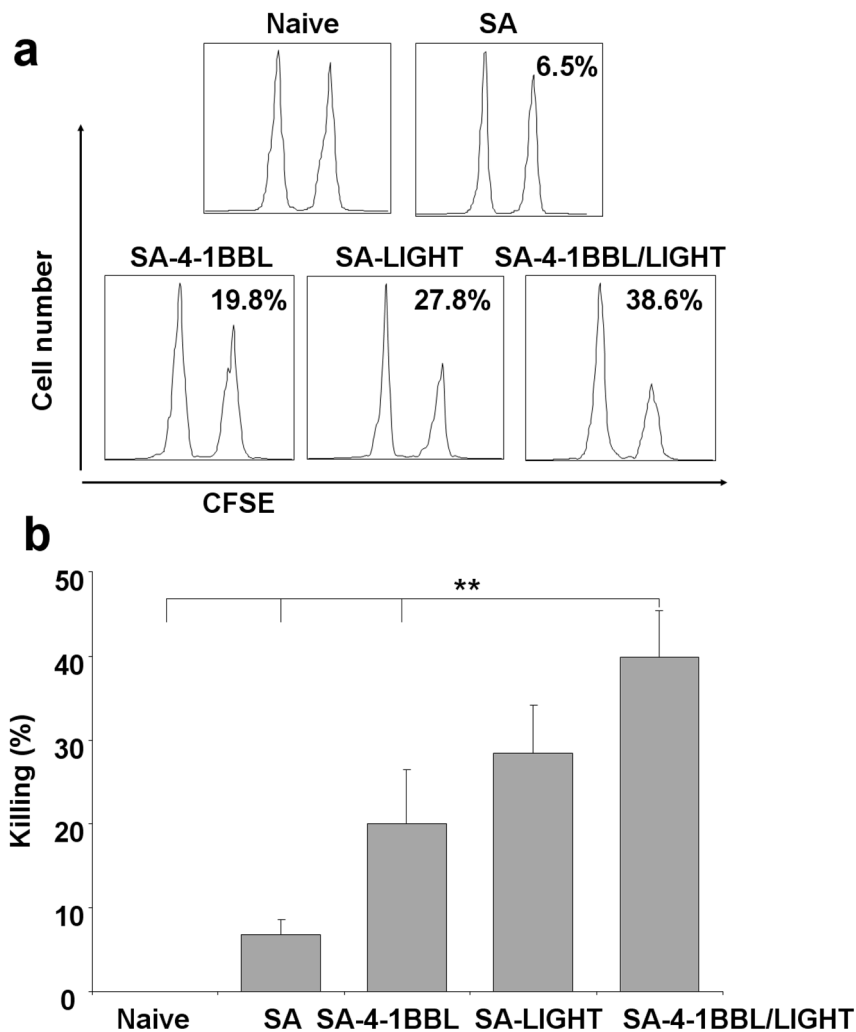 a
Naive SA
6.5%
SA-4-1BBL SA-LIGHT SA-4-1BBL/LIGHT
19.8% 27.8% 38.6%
Cell number
CFSE
b
**
50
40
30
20
10
0
Killing (%)
Naive SA SA-4-1BBL SA-LIGHT SA-4-1BBL/LIGHT